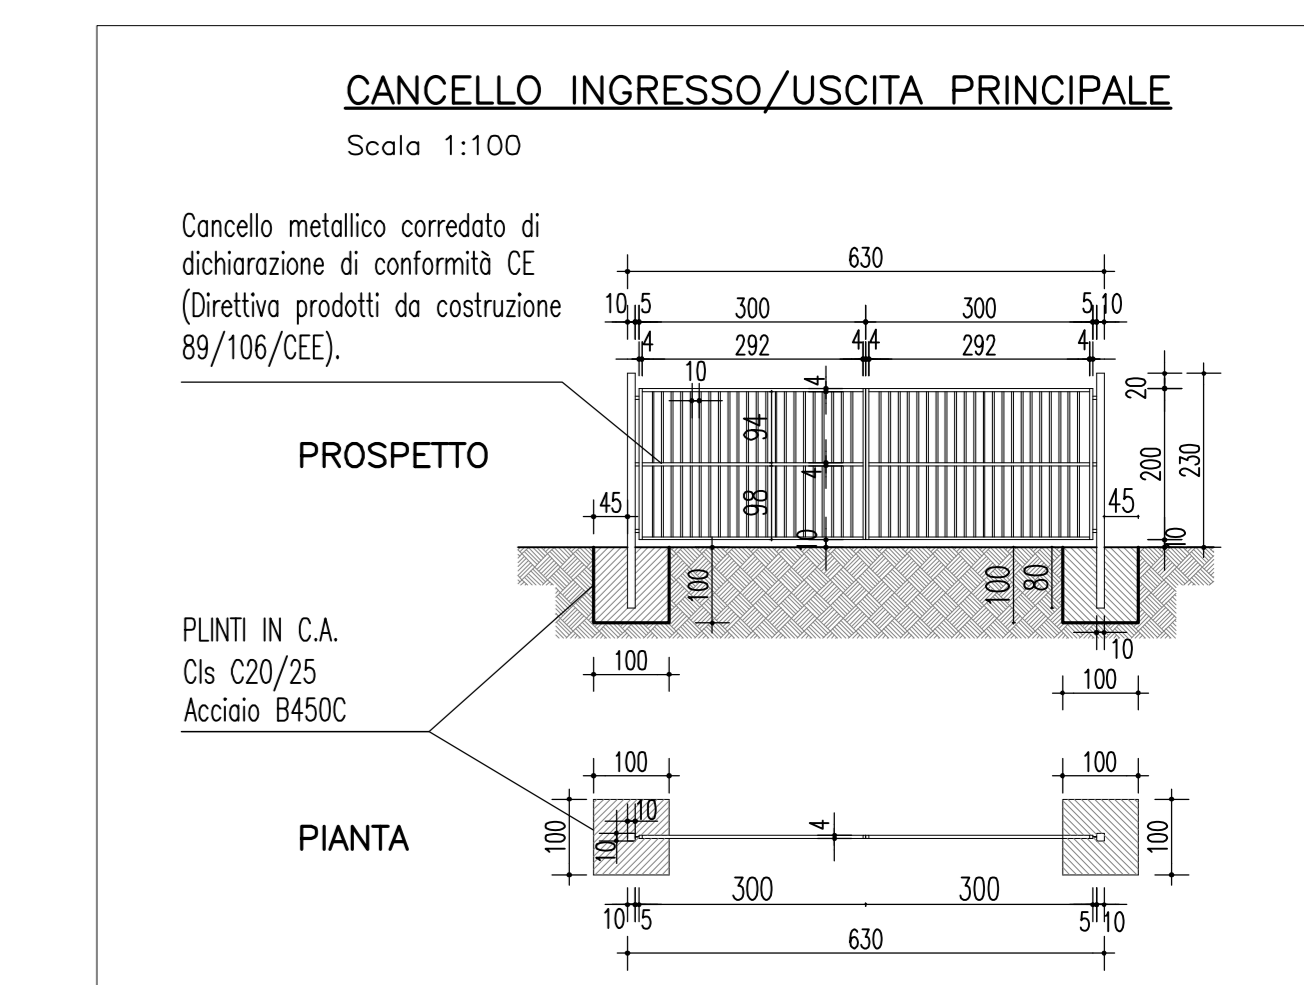 CANCELLO INGRESSO/USCITA PRINCIPALE
Scala 1:100
Cancello metallico corredato di
dichiarazione di conformità CE
(Direttiva prodotti da costruzione
89/106/CEE).
630
10 5 300 300 5 10
4 292 4 4 292 4
10 4 20
94
PROSPETTO
4 200 230
98
45 45
10 10
100 100 80
PLINTI IN C.A.
Cls C20/25
Acciaio B450C
10
100 100
100 100
10 4
PIANTA
100 10 100
300 300
10 5 5 10
630